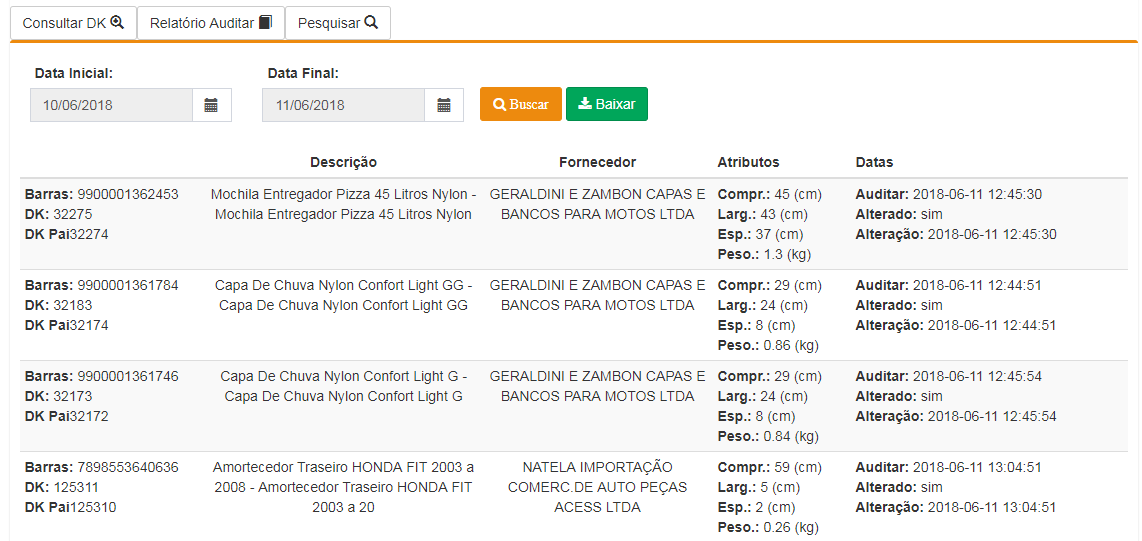 Consultar DK
Relatório Auditar
Pesquisar
Data Inicial:
Data Final:
10/06/2018
11/06/2018
Buscar
Baixar
Descrição
Fornecedor
Atributos
Datas
Barras: 9900001362453
DK: 32275
DK Pai32274
Mochila Entregador Pizza 45 Litros Nylon -
Mochila Entregador Pizza 45 Litros Nylon
GERALDINI E ZAMBON CAPAS E
BANCOS PARA MOTOS LTDA
Compr.: 45 (cm)
Larg.: 43 (cm)
Esp.: 37 (cm)
Peso.: 1.3 (kg)
Auditar: 2018-06-11 12:45:30
Alterado: sim
Alteração: 2018-06-11 12:45:30
Barras: 9900001361784
DK: 32183
DK Pai32174
Capa De Chuva Nylon Confort Light GG -
Capa De Chuva Nylon Confort Light GG
GERALDINI E ZAMBON CAPAS E
BANCOS PARA MOTOS LTDA
Compr.: 29 (cm)
Larg.: 24 (cm)
Esp.: 8 (cm)
Peso.: 0.86 (kg)
Auditar: 2018-06-11 12:44:51
Alterado: sim
Alteração: 2018-06-11 12:44:51
Barras: 9900001361746
DK: 32173
DK Pai32172
Capa De Chuva Nylon Confort Light G -
Capa De Chuva Nylon Confort Light G
GERALDINI E ZAMBON CAPAS E
BANCOS PARA MOTOS LTDA
Compr.: 29 (cm)
Larg.: 24 (cm)
Esp.: 8 (cm)
Peso.: 0.84 (kg)
Auditar: 2018-06-11 12:45:54
Alterado: sim
Alteração: 2018-06-11 12:45:54
Barras: 7898553640636
DK: 125311
DK Pai125310
Amortecedor Traseiro HONDA FIT 2003 a
2008 - Amortecedor Traseiro HONDA FIT
2003 a 20
NATELA IMPORTAÇÃO
COMERC.DE AUTO PEÇAS
ACESS LTDA
Compr.: 59 (cm)
Larg.: 5 (cm)
Esp.: 2 (cm)
Peso.: 0.26 (kg)
Auditar: 2018-06-11 13:04:51
Alterado: sim
Alteração: 2018-06-11 13:04:51